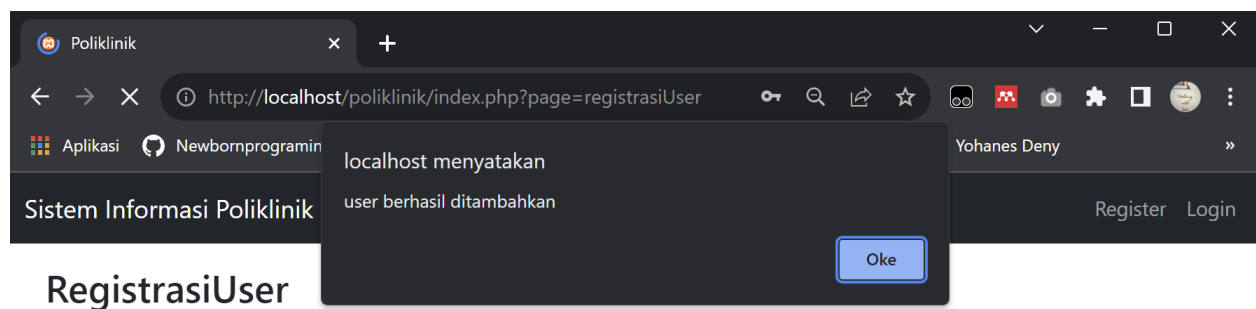 Poliklinik
http://localhost/poliklinik/index.php?page=registrasiUser
Aplikasi Newbornprogramin Yohanes Deny »
localhost menyatakan
user berhasil ditambahkan
Oke
Sistem Informasi Poliklinik Register Login
RegistrasiUser